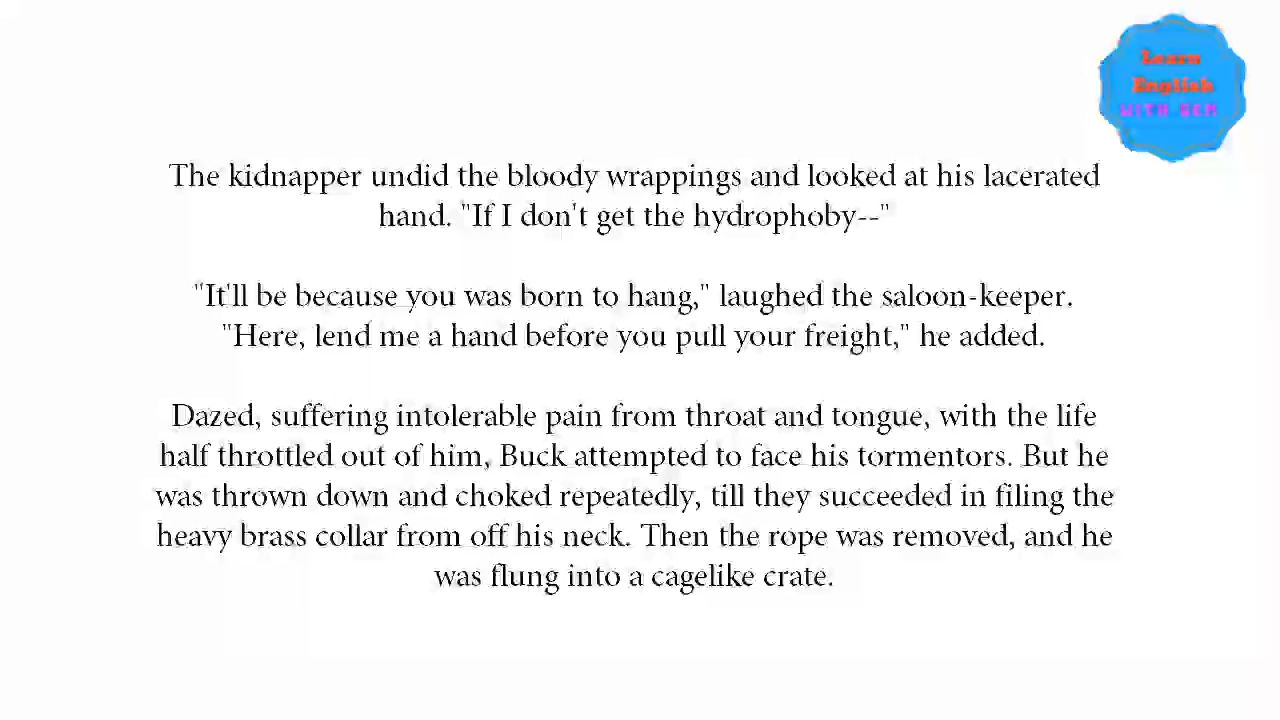 Learn
English
WITH GEM
The kidnapper undid the bloody wrappings and looked at his lacerated
hand. "If I don't get the hydrophoby--"
"It'll be because you was born to hang," laughed the saloon-keeper.
"Here, lend me a hand before you pull your freight," he added.
Dazed, suffering intolerable pain from throat and tongue, with the life
half throttled out of him, Buck attempted to face his tormentors. But he
was thrown down and choked repeatedly, till they succeeded in filing the
heavy brass collar from off his neck. Then the rope was removed, and he
was flung into a cagelike crate.